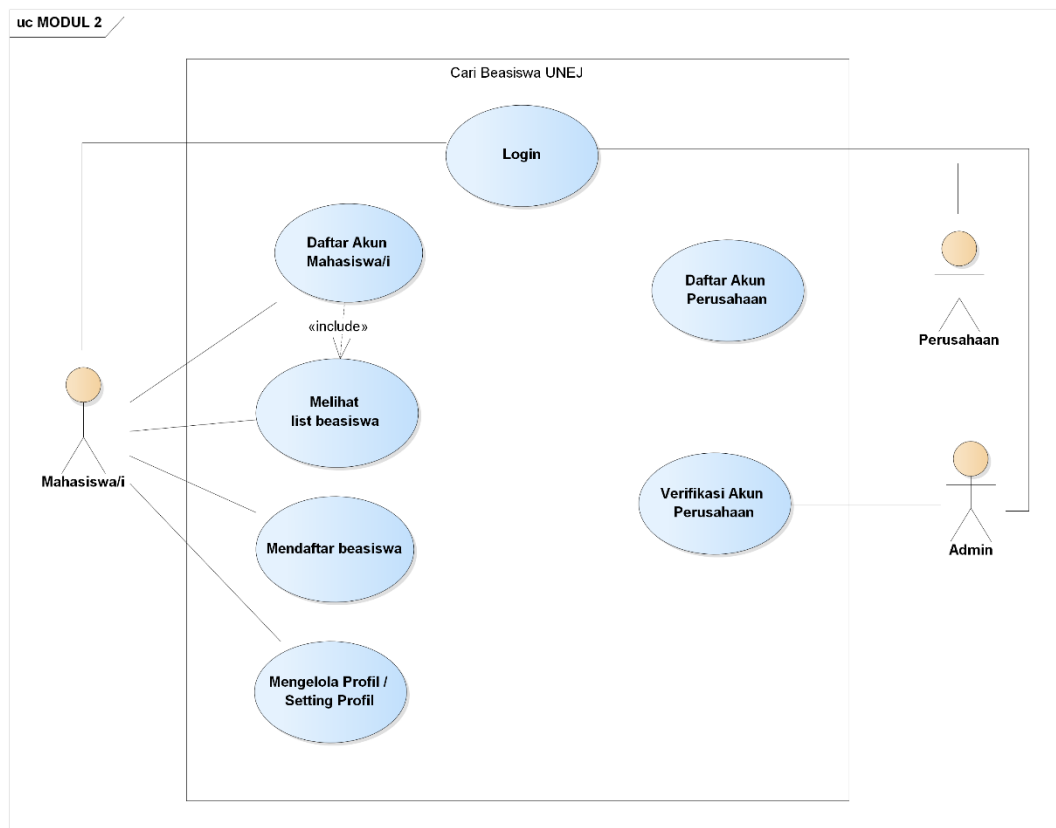 uc MODUL 2
Cari Beasiswa UNEJ
Login
Daftar Akun
Mahasiswa/i
Daftar Akun
Perusahaan
«include»
Perusahaan
Melihat
list beasiswa
Mahasiswa/i
Verifikasi Akun
Perusahaan
Mendaftar beasiswa
Admin
Mengelola Profil /
Setting Profil